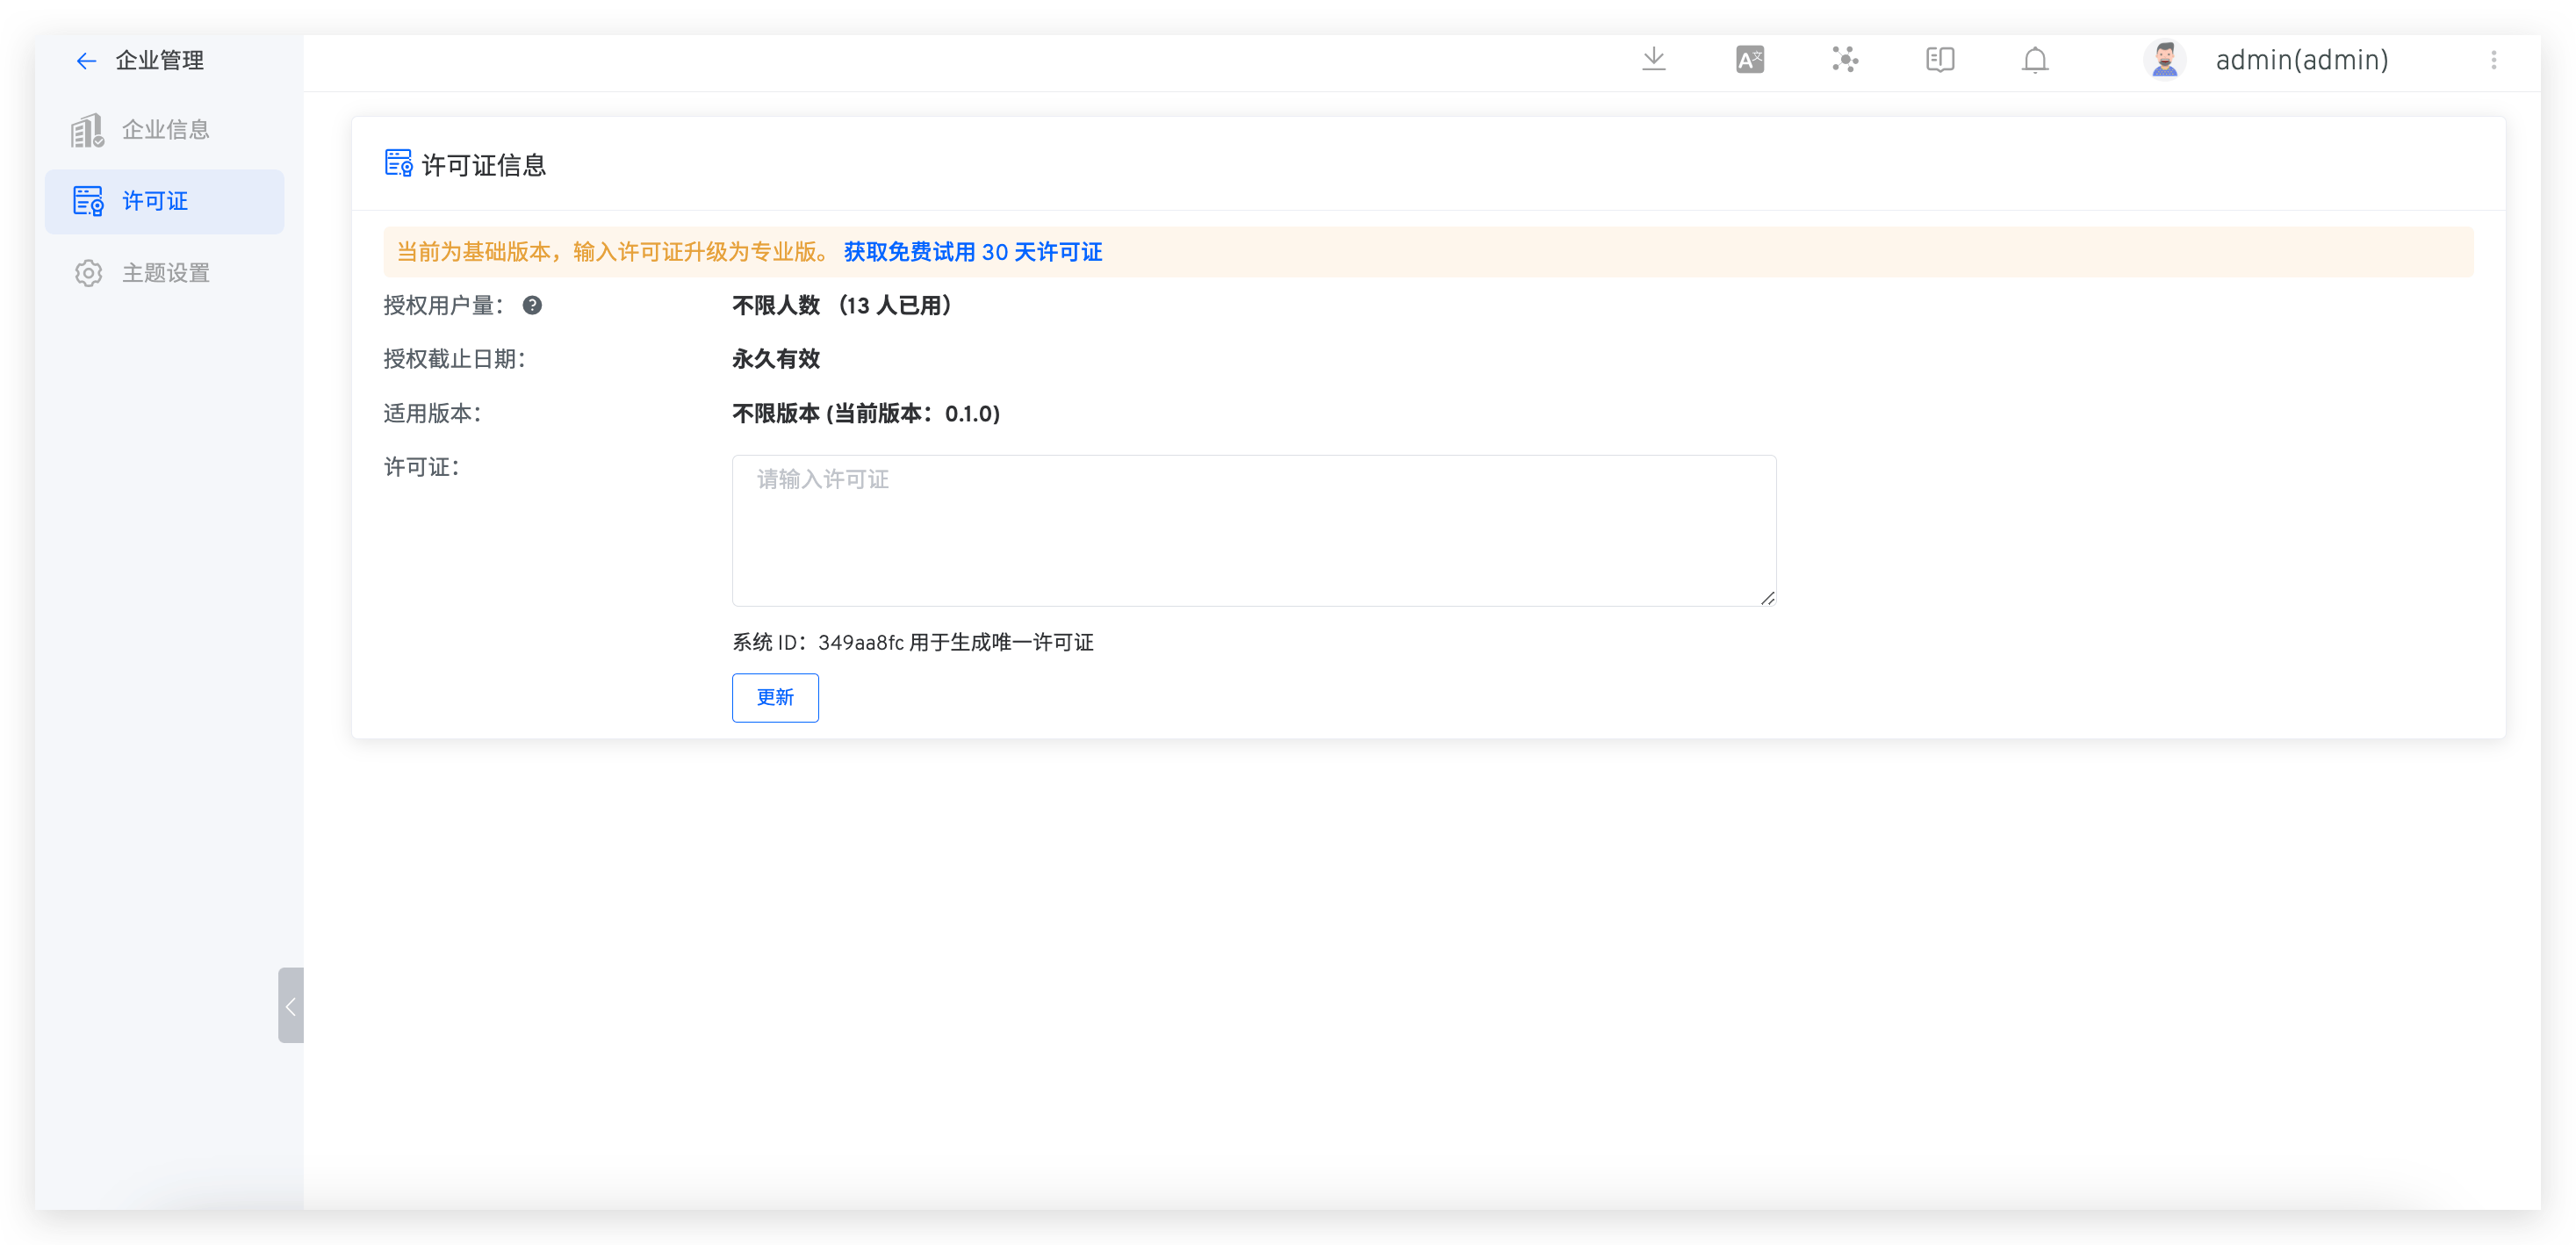 企业管理
admin(admin)
企业信息
许可证
主题设置
许可证信息
当前为基础版本，输入许可证升级为专业版。 获取免费试用 30 天许可证
授权用户量： 不限人数 （13 人已用）
授权截止日期： 永久有效
适用版本： 不限版本 (当前版本：0.1.0)
许可证： 请输入许可证
系统 ID：349aa8fc 用于生成唯一许可证
更新